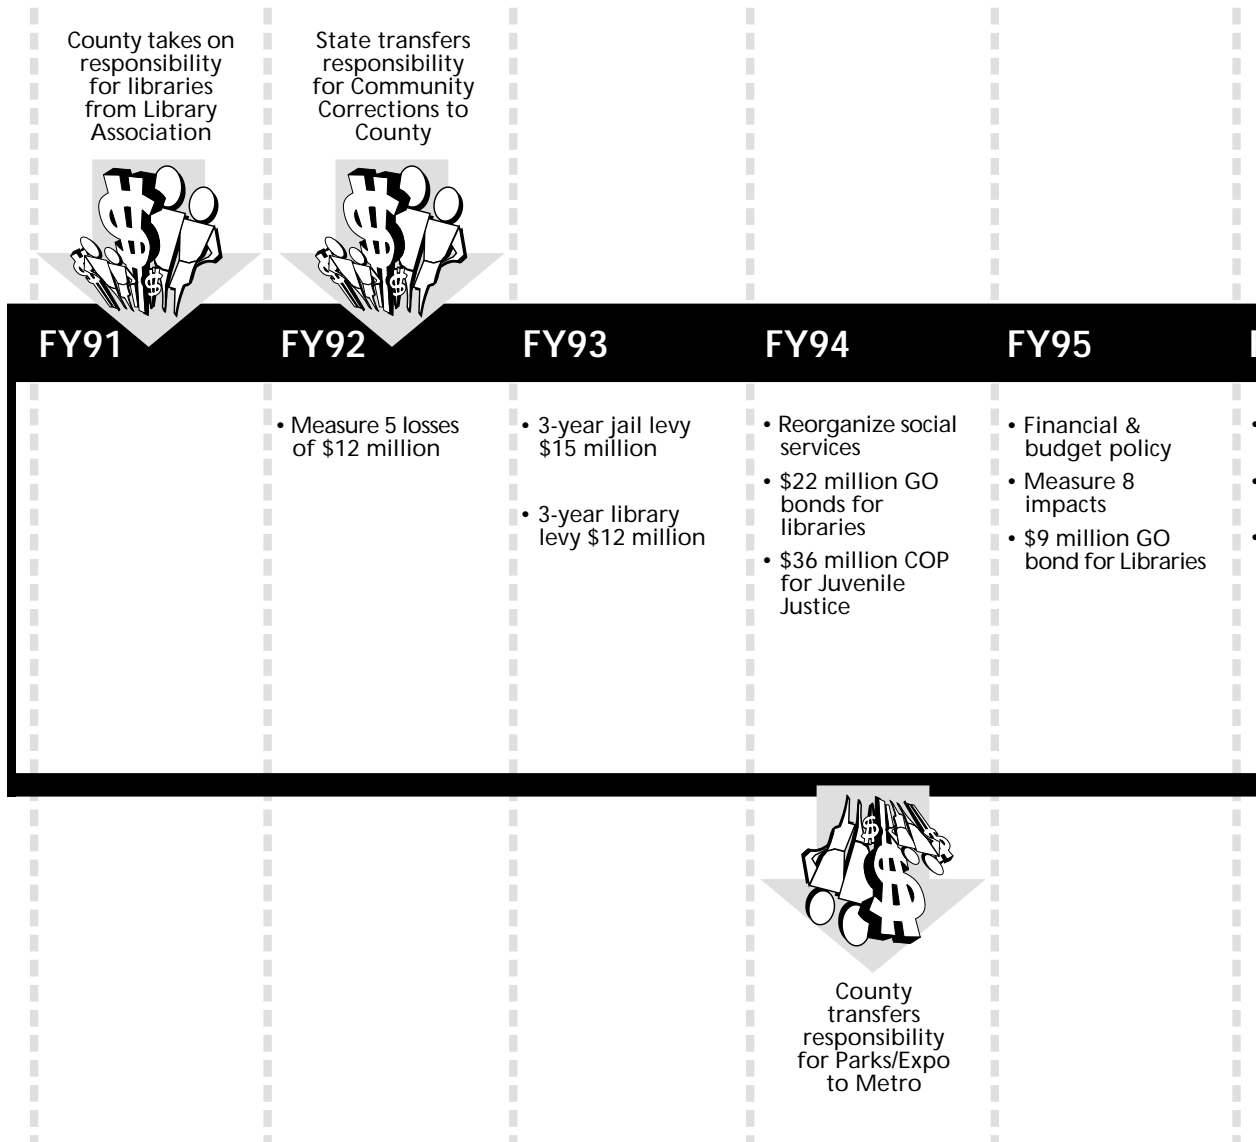 County takes on
responsibility
for libraries
from Library
Association
State transfers
responsibility
for Community
Corrections to
County
FY91
FY92
FY93
FY94
FY95
• Measure 5 losses
of $12 million
• 3-year jail levy
$15 million
• 3-year library
levy $12 million
• Reorganize social
services
• $22 million GO
bonds for
libraries
• $36 million COP
for Juvenile
Justice
• Financial &
budget policy
• Measure 8
impacts
• $9 million GO
bond for Libraries
County
transfers
responsibility
for Parks/Expo
to Metro